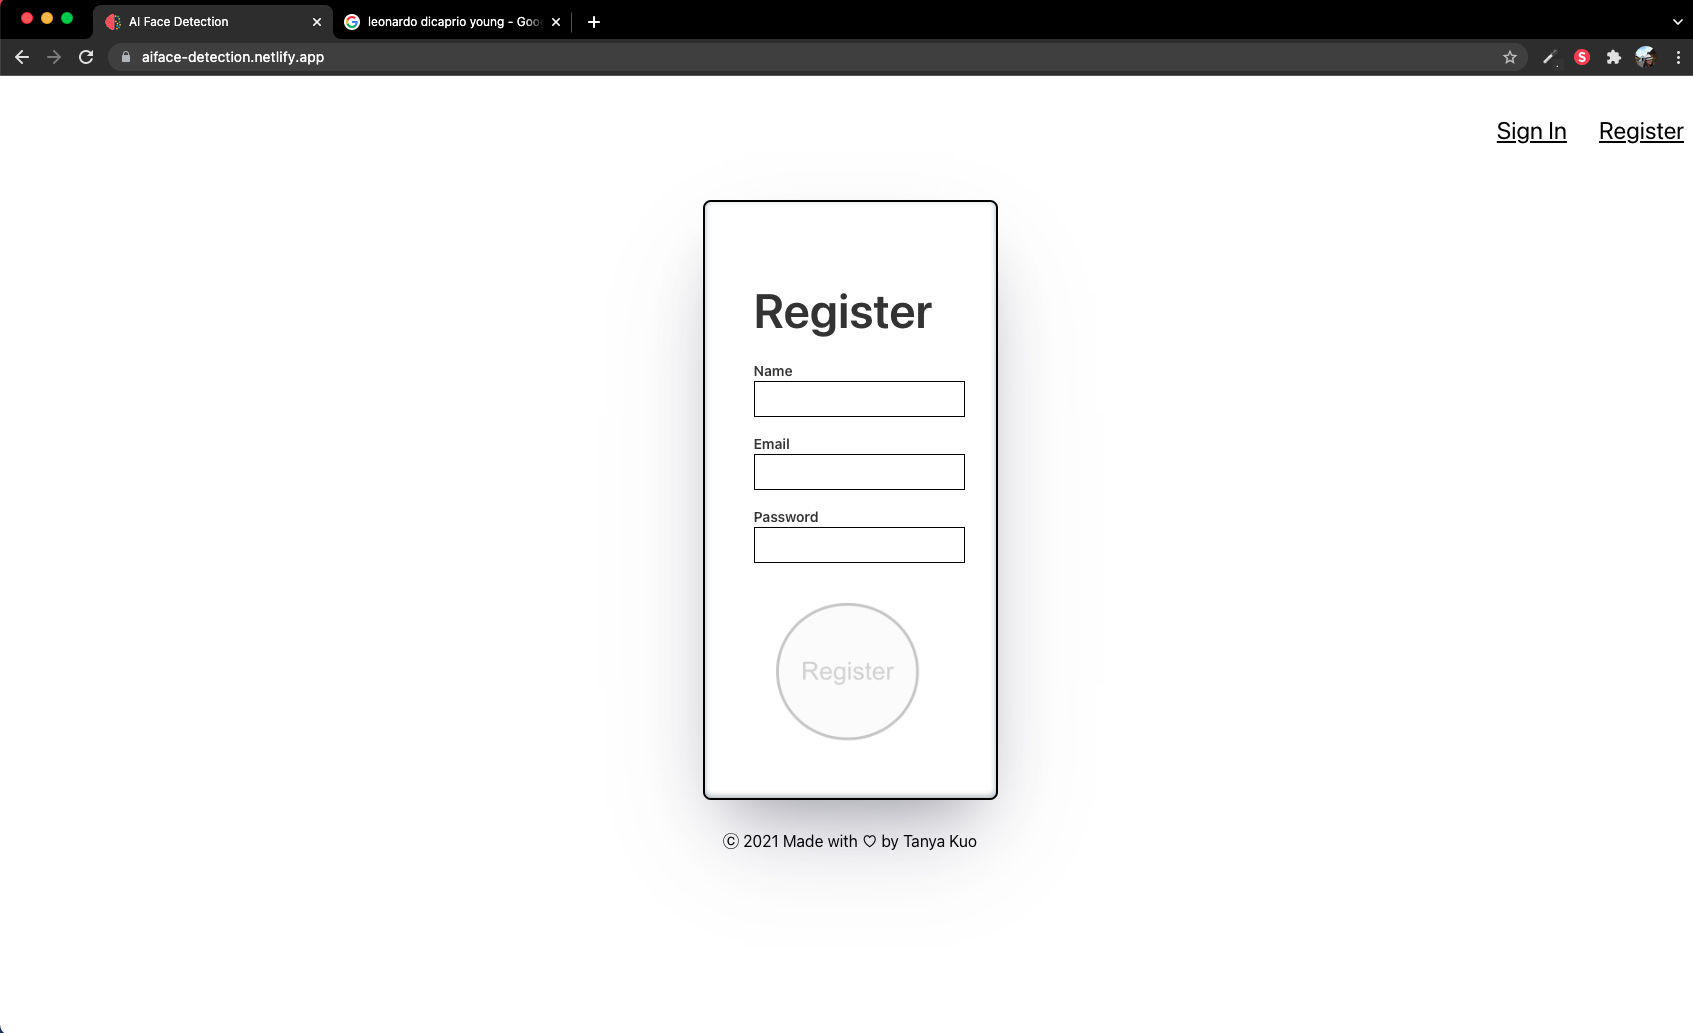 AI Face Detection
leonardo dicaprio young - Goo
aiface-detection.netlify.app
S
Sign In Register
Register
Name
Email
Password
Register
ⓒ 2021 Made with ♡ by Tanya Kuo